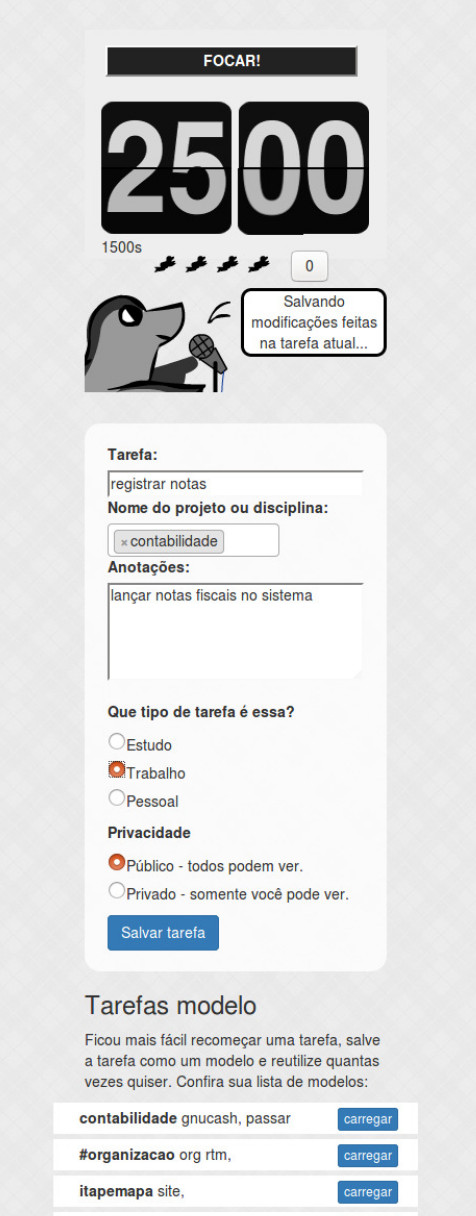 FOCAR!
25 00
1500s
0
Salvando
modificações feitas
na tarefa atual...
Tarefa:
registrar notas
Nome do projeto ou disciplina:
× contabilidade
Anotações:
lançar notas fiscais no sistema
Que tipo de tarefa é essa?
Estudo
Trabalho
Pessoal
Privacidade
Público - todos podem ver.
Privado - somente você pode ver.
Salvar tarefa
Tarefas modelo
Ficou mais fácil recomeçar uma tarefa, salve
a tarefa como um modelo e reutilize quantas
vezes quiser. Confira sua lista de modelos:
contabilidade gnucash, passar carregar
#organizacao org rtm, carregar
itapemapa site, carregar